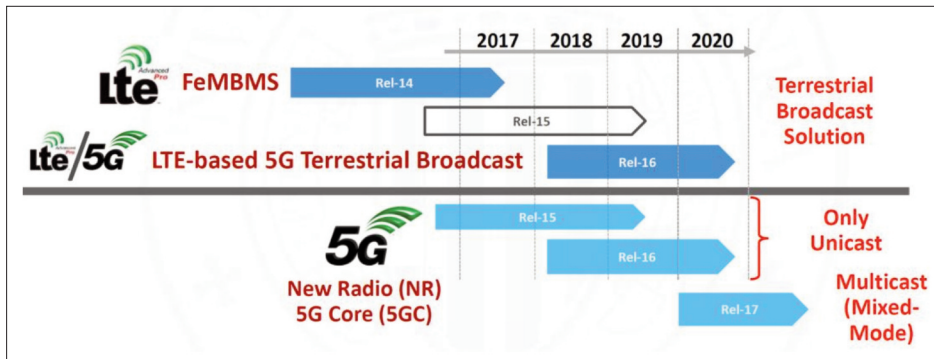 2017 2018 2019 2020
Advanced
Pro
LTE
FeMBMS
Rel-14
Terrestrial
Broadcast
Solution
Rel-15
Advanced
Pro
LTE/5G
LTE-based 5G Terrestrial Broadcast
Rel-16
5G
Rel-15
Only
Unicast
Rel-16
New Radio (NR)
5G Core (5GC)
Rel-17
Multicast
(Mixed-
Mode)